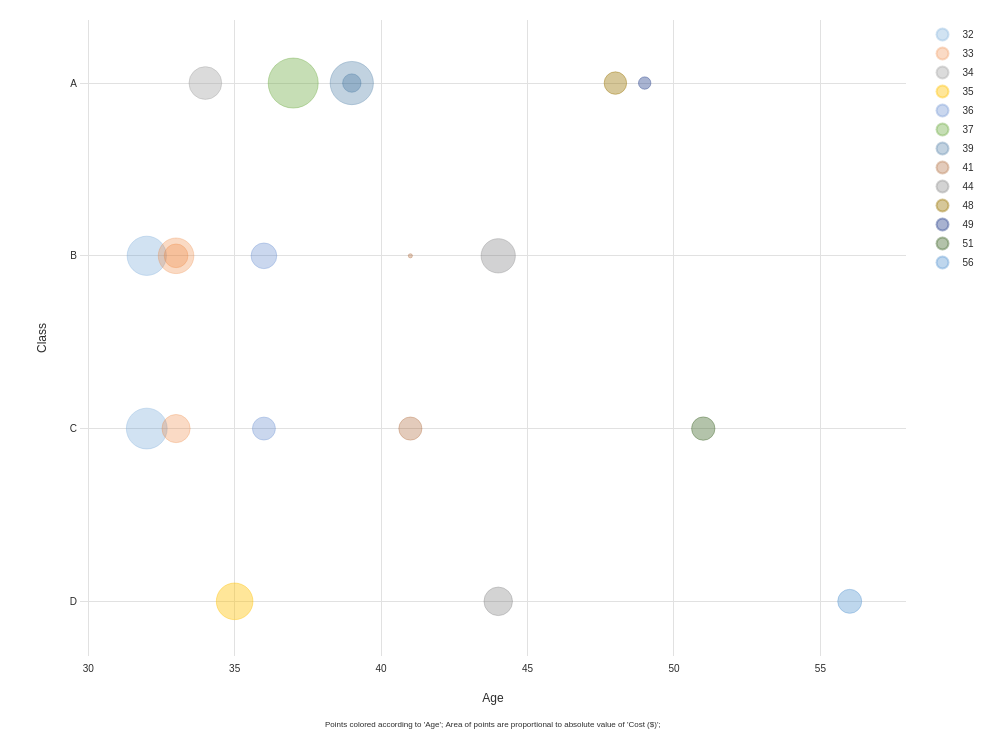 32
33
34
35
36
37
39
41
44
48
49
51
56
A
B
C
D
Class
30 35 40 45 50 55
Age
Points colored according to 'Age'; Area of points are proportional to absolute value of 'Cost ($)';